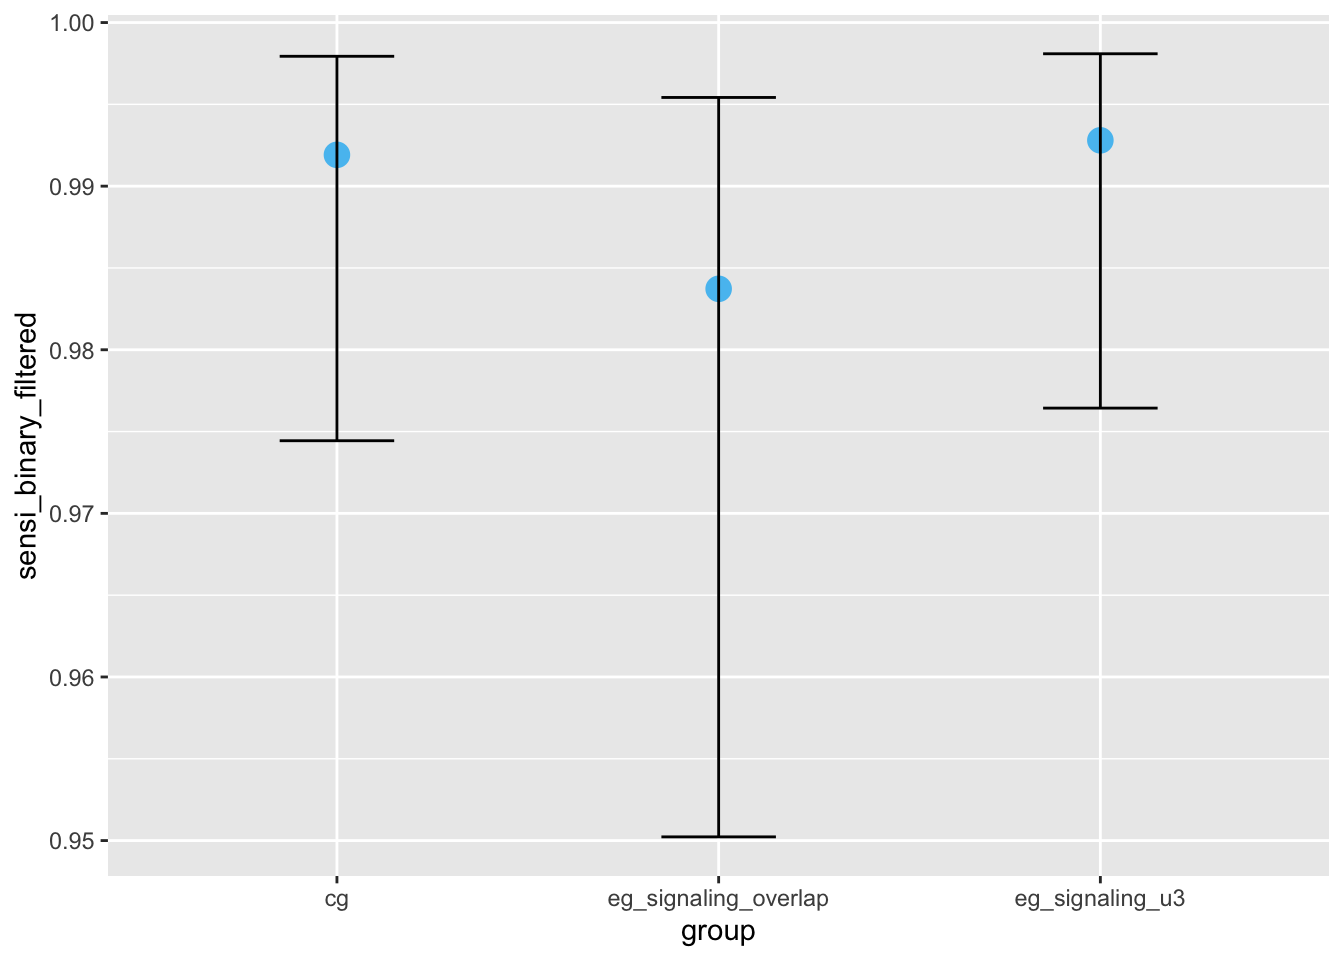 sensi_binary_filtered
1.00
0.99
0.98
0.97
0.96
0.95
cg
eg_signaling_overlap
eg_signaling_u3
group